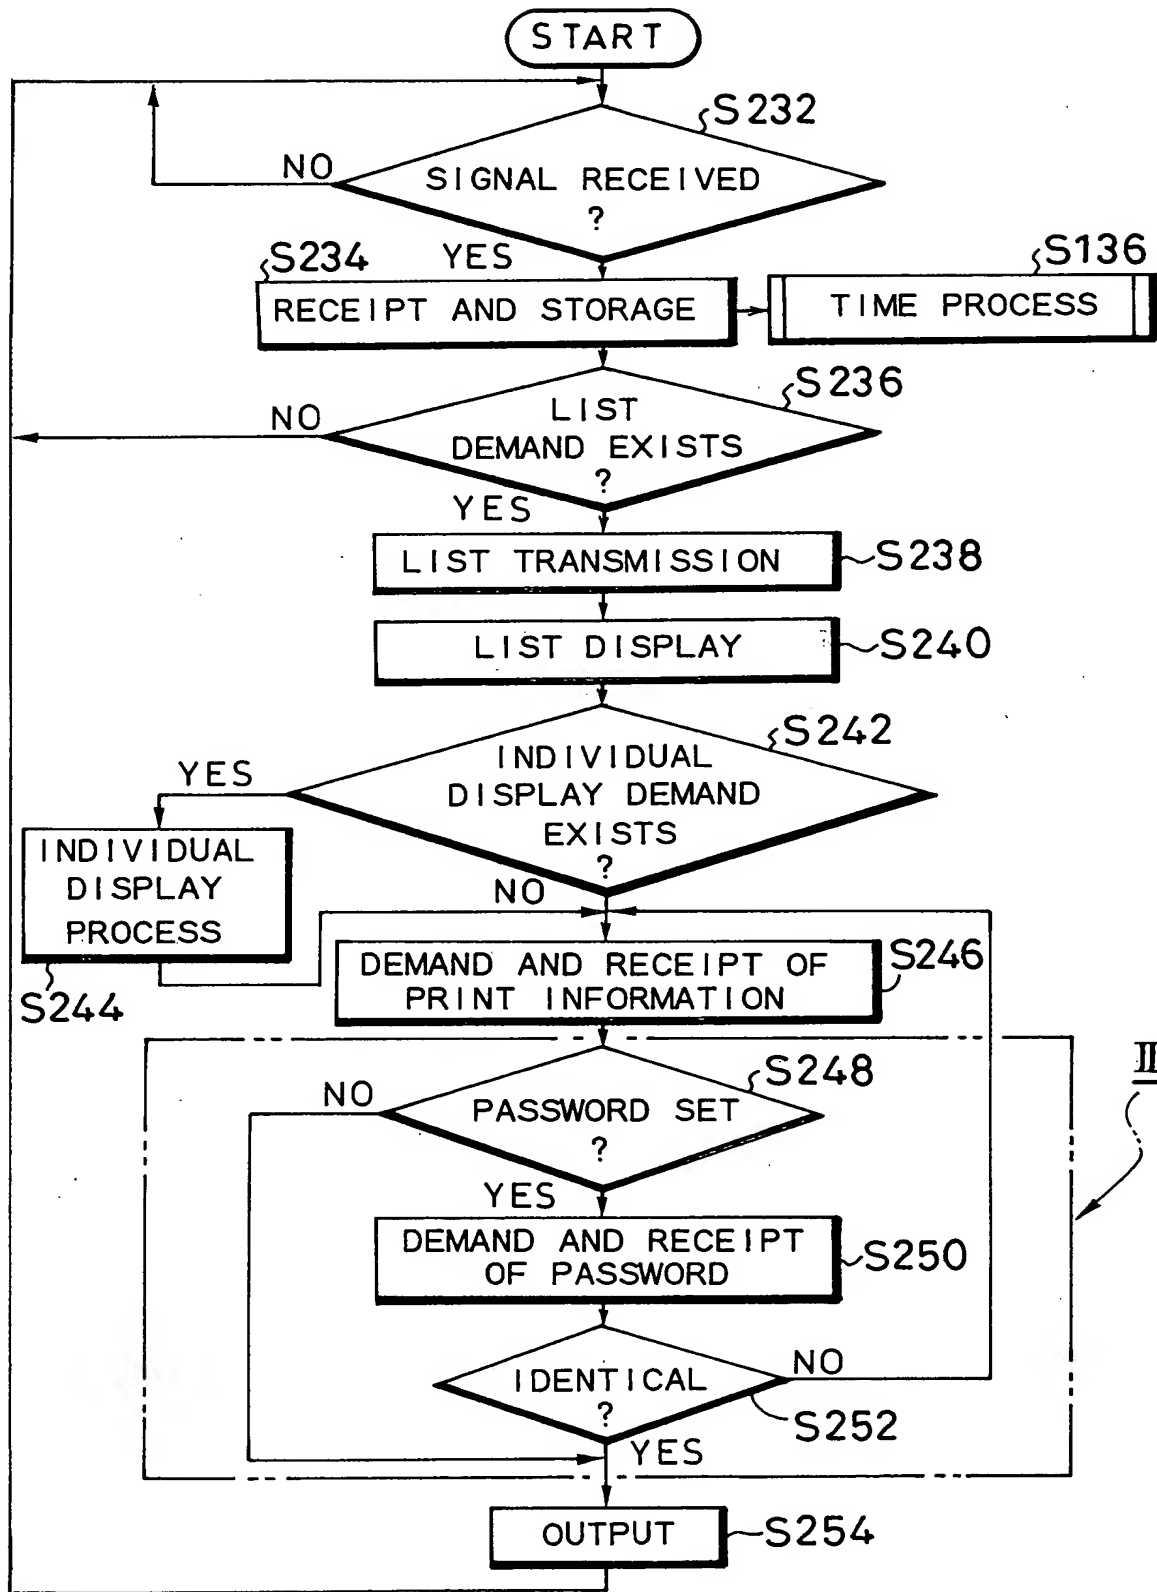 START
S232
NO
SIGNAL RECEIVED
?
YES
S234
S136
RECEIPT AND STORAGE
TIME PROCESS
S236
NO
LIST
DEMAND EXISTS
?
YES
LIST TRANSMISSION
S238
LIST DISPLAY
S240
S242
YES
INDIVIDUAL
DISPLAY DEMAND
EXISTS
?
NO
INDIVIDUAL
DISPLAY
PROCESS
S244
DEMAND AND RECEIPT OF
PRINT INFORMATION
S246
II
S248
NO
PASSWORD SET
?
YES
DEMAND AND RECEIPT
OF PASSWORD
S250
IDENTICAL
?
NO
S252
YES
OUTPUT
S254